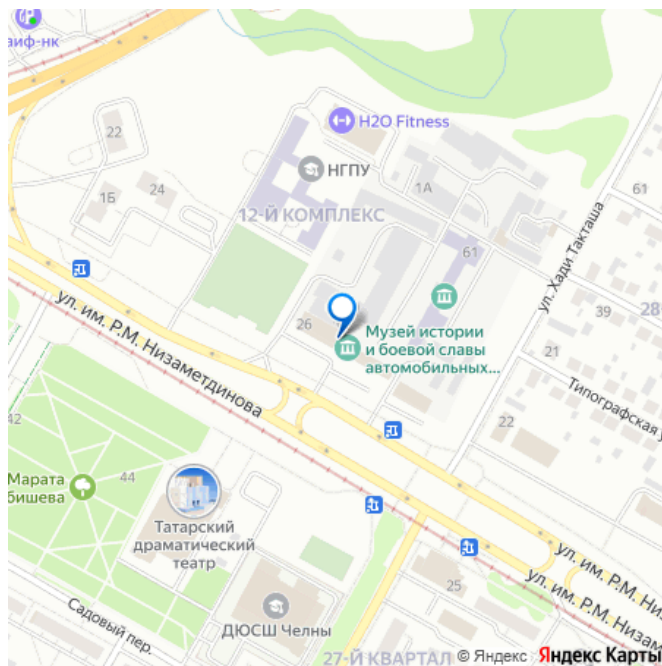 аиф-нк
H2O Fitness
22
НГПУ
1А
61
24
1Б
12-Й КОМПЛЕКС
ул. Хади Такташа
61
39
28
26
Музей истории
и боевой славы
автомобильных...
21
Типографская у
ул. им. Р.М. Низаметдинова
42
44
22
Марата
бишева
Татарский
драматический
театр
ул. им. Р.М. Низ
ул. им. Р.М. Низам
25
Садовый пер.
ДЮСШ Челны
27-Й КВАРТАЛ
© Яндекс Яндекс Карты